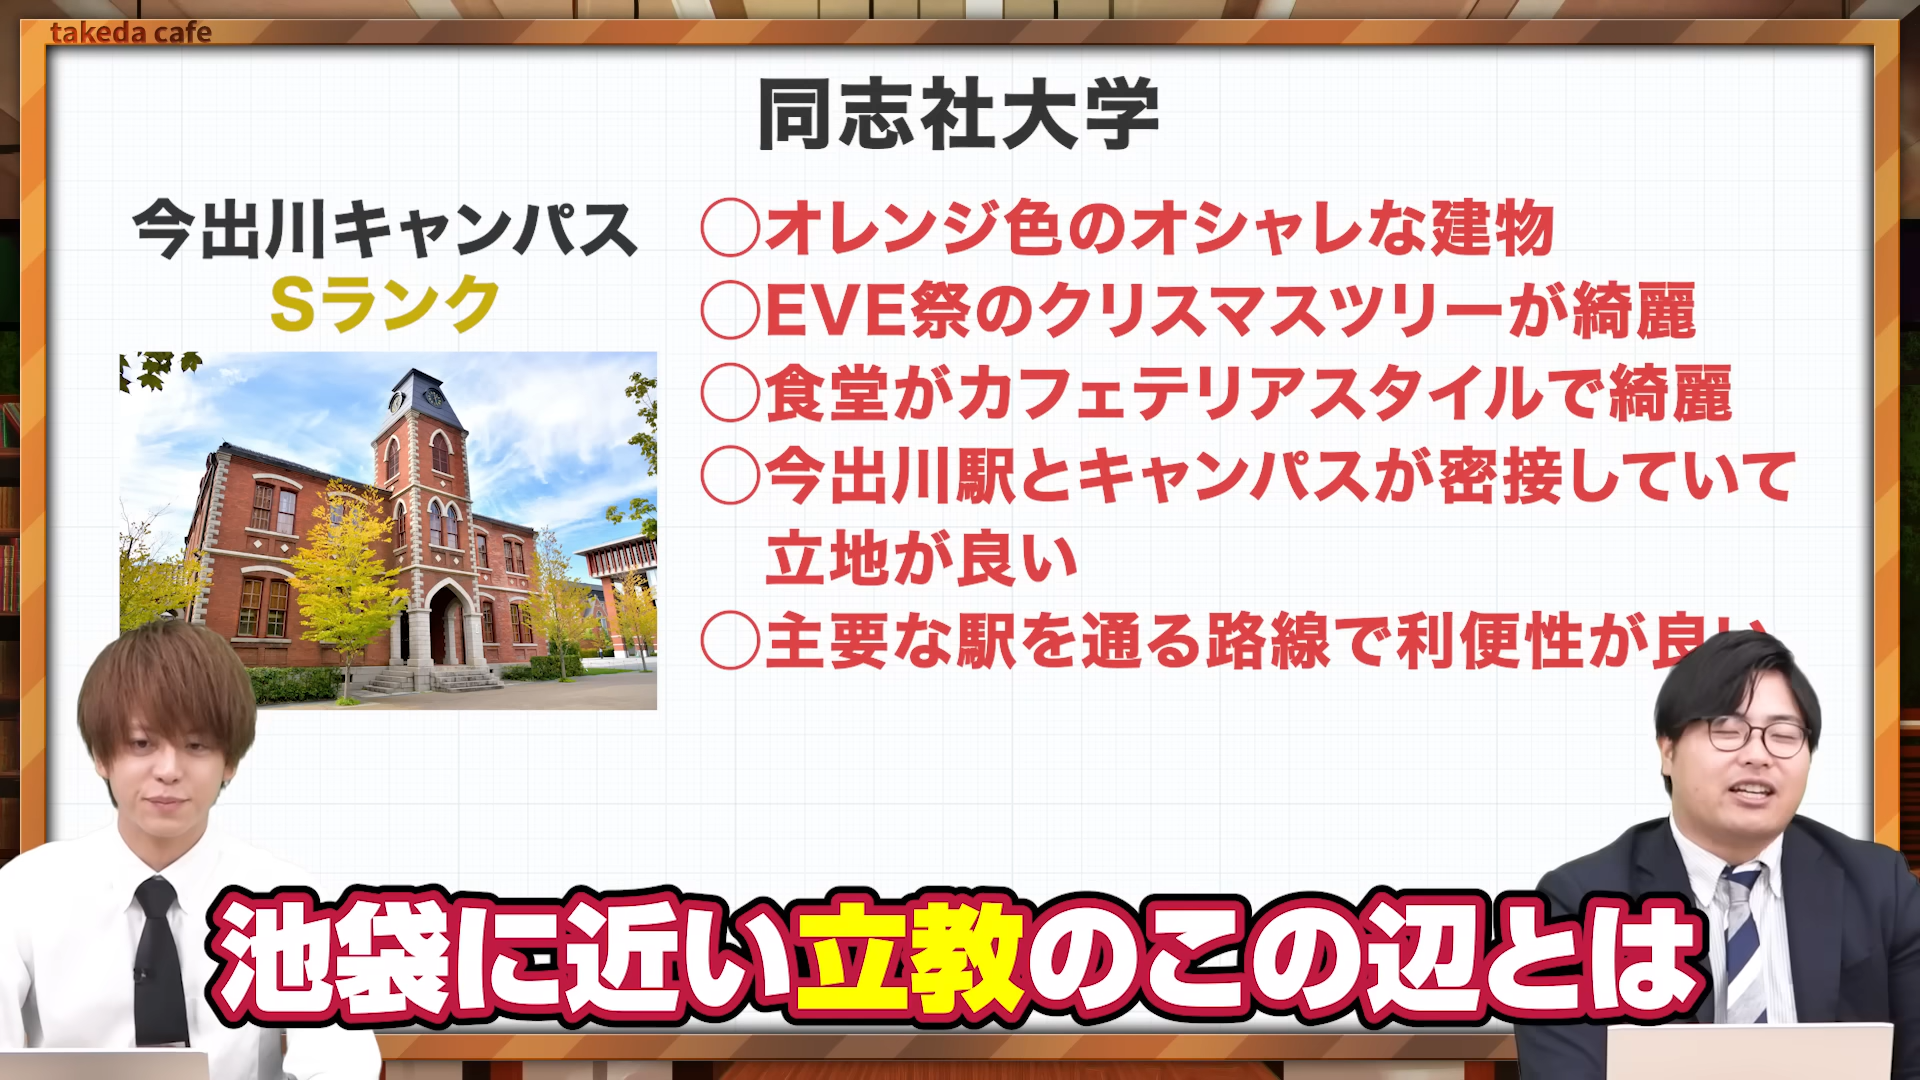 takeda cafe
同志社大学
今出川キャンパス
Sランク
○オレンジ色のオシャレな建物
○EVE祭のクリスマスツリーが綺麗
○食堂がカフェテリアスタイルで綺麗
○今出川駅とキャンパスが密接していて
立地が良い
○主要な駅を通る路線で利便性が良い
池袋に近い立教のこの辺とは